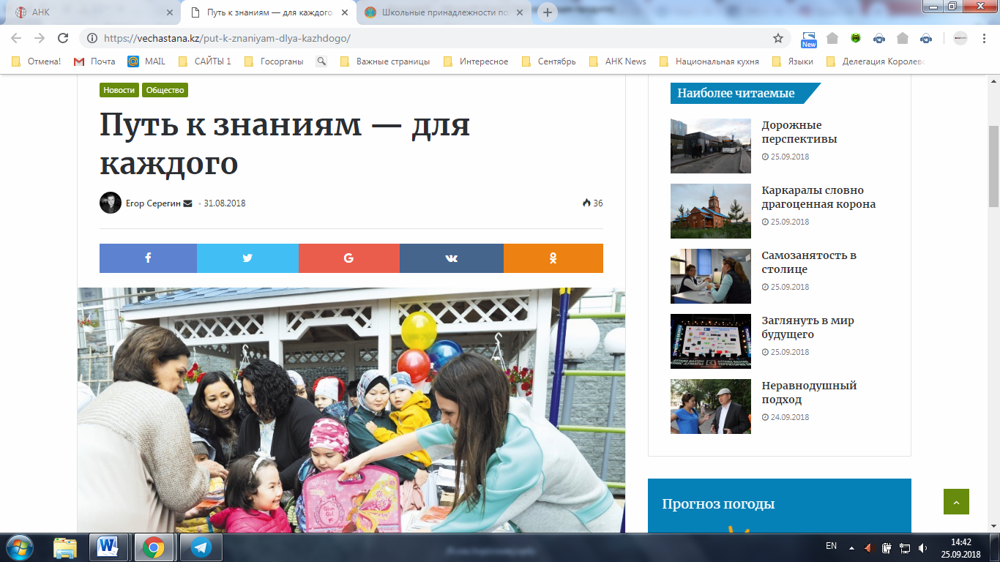 АНК
Путь к знаниям — для каждого
Школьные принадлежности по
https://vechastana.kz/put-k-znaniyam-dlya-kazhdogo/
New
Отмена!
Почта
MAIL
САЙТЫ 1
Госорганы
Важные страницы
Интересное
Сентябрь
АНК News
Национальная кухня
Языки
Делегация Королевс
Новости
Общество
Путь к знаниям — для
каждого
Егор Серегин
31.08.2018
36
Наиболее читаемые
Дорожные
перспективы
25.09.2018
Каркаралы словно
драгоценная корона
25.09.2018
Самозанятость в
столице
25.09.2018
Заглянуть в мир
будущего
25.09.2018
Неравнодушный
подход
24.09.2018
Прогноз погоды
EN
14:42
25.09.2018